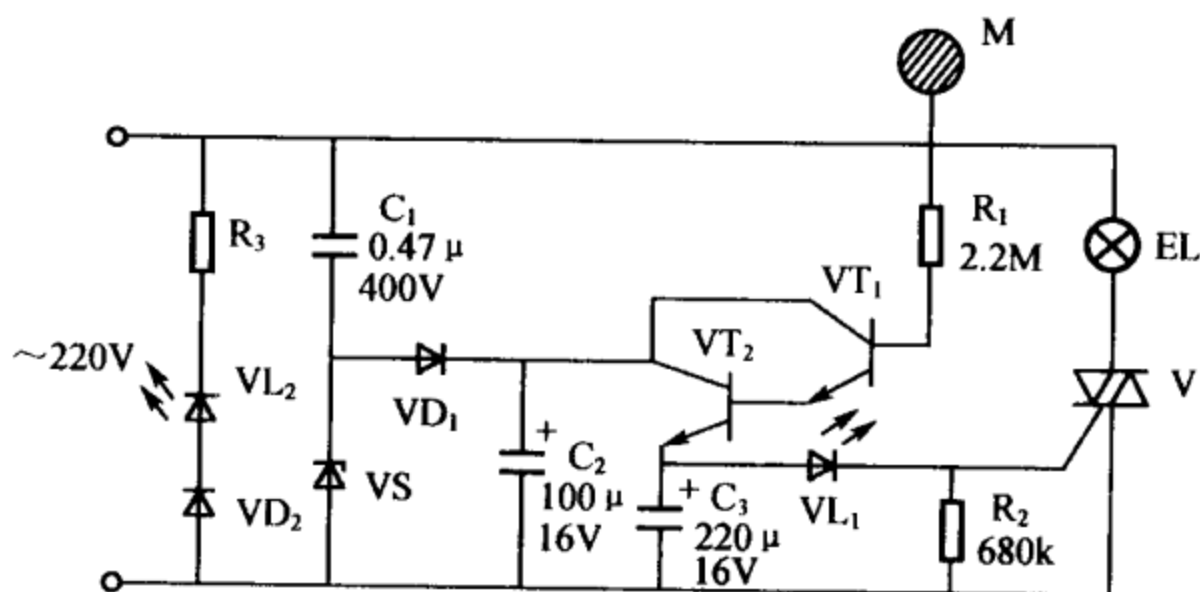 M
R₃
C₁
0.47 μ
400V
R₁
2.2M
EL
VT₁
VT₂
~220V
VL₂
VD₁
V
VD₂
VS
+
C₂
100 μ
16V
+
C₃
220 μ
16V
VL₁
R₂
680k